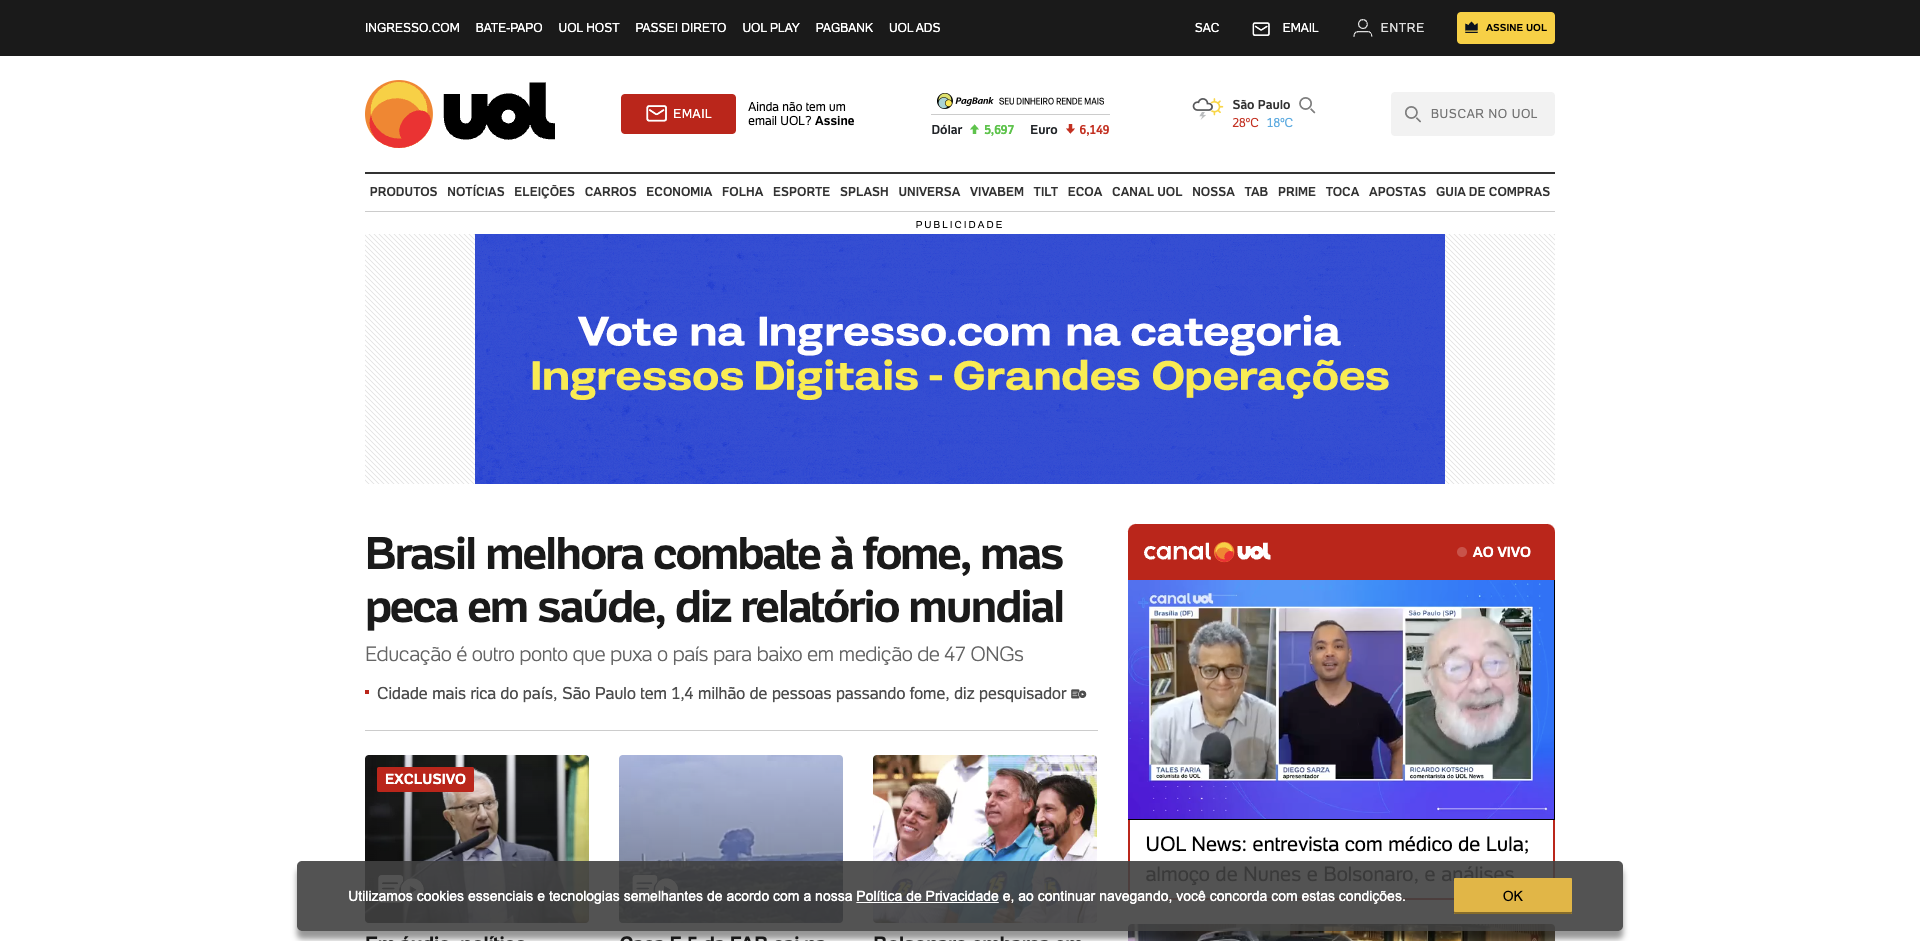 INGRESSO.COM BATE-PAPO UOL HOST PASSEI DIRETO UOL PLAY PAGBANK UOL ADS
SAC EMAIL ENTRE ASSINE UOL
uol
EMAIL
Ainda não tem um
email UOL? Assine
PagBank SEU DINHEIRO RENDE MAIS
Dólar 5,697 Euro 6,149
São Paulo
28ºC 18ºC
BUSCAR NO UOL
PRODUTOS NOTÍCIAS ELEIÇÕES CARROS ECONOMIA FOLHA ESPORTE SPLASH UNIVERSA VIVABEM TILT ECOA CANAL UOL NOSSA TAB PRIME TOCA APOSTAS GUIA DE COMPRAS
PUBLICIDADE
Vote na Ingresso.com na categoria
Ingressos Digitais - Grandes Operações
Brasil melhora combate à fome, mas
peca em saúde, diz relatório mundial
Educação é outro ponto que puxa o país para baixo em medição de 47 ONGs
Cidade mais rica do país, São Paulo tem 1,4 milhão de pessoas passando fome, diz pesquisador
EXCLUSIVO
canal uol
AO VIVO
canal uol
Brasília (DF)
São Paulo (SP)
TALES FARIA
colunista do UOL
DIEGO SARZA
apresentador
RICARDO KOTSCHO
comentarista do UOL News
UOL News: entrevista com médico de Lula;
almoço de Nunes e Bolsonaro, e análises
Utilizamos cookies essenciais e tecnologias semelhantes de acordo com a nossa Política de Privacidade e, ao continuar navegando, você concorda com estas condições.
OK